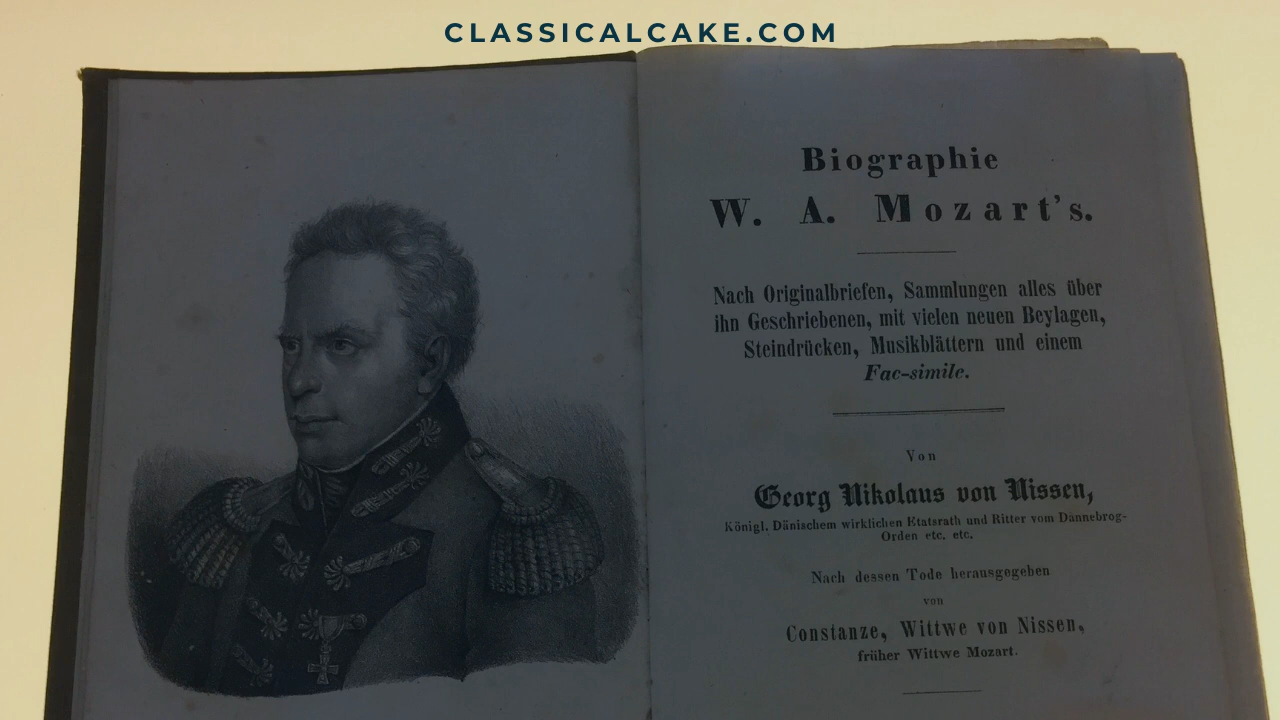 CLASSICALCAKE.COM
Biographie
W. A. Mozart's.
Nach Originalbriefen, Sammlungen alles über
ihn Geschriebenen, mit vielen neuen Beylagen,
Steindrücken, Musikblättern und einem
Fac-simile.
Von
Georg Nikolaus von Nissen,
Königl. Dänischem wirklichen Etatsrath und Ritter vom Dannebrog-
Orden etc. etc.
Nach dessen Tode herausgegeben
von
Constanze, Wittwe von Nissen,
früher Wittwe Mozart.